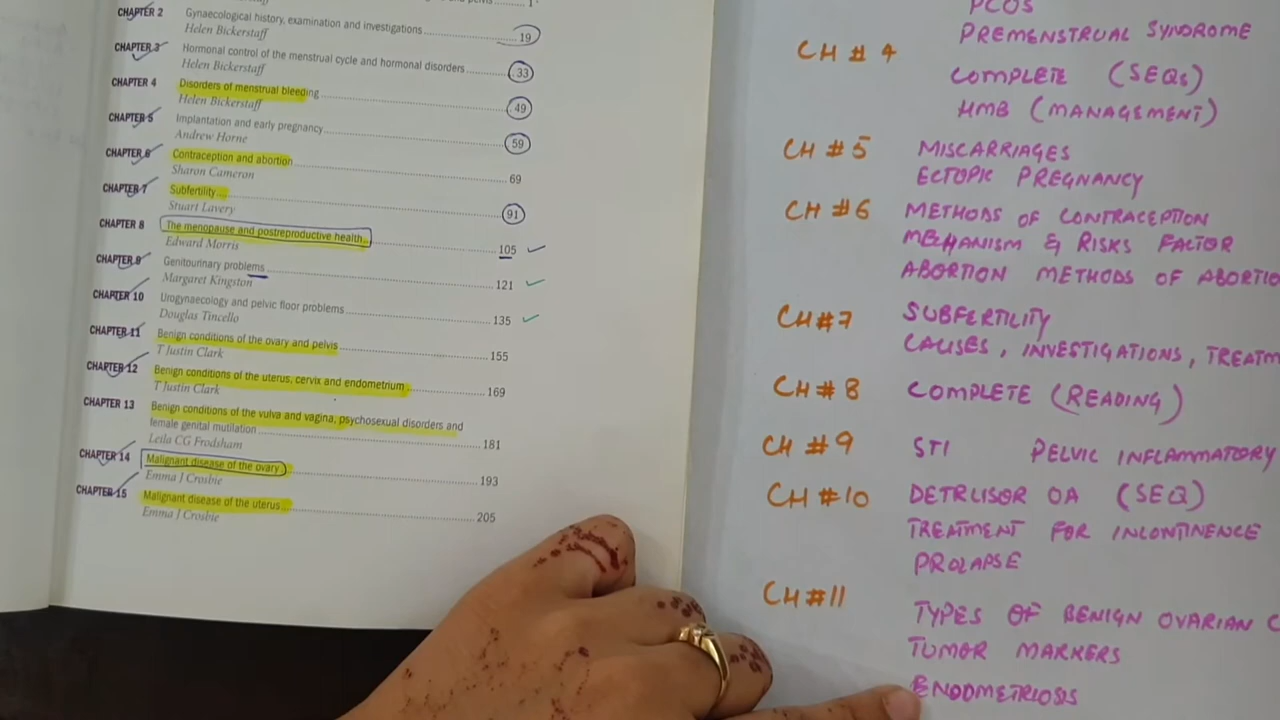 CHAPTER 2 Gynaecological history, examination and investigations 19
Helen Bickerstaff
CHAPTER 3 Hormonal control of the menstrual cycle and hormonal disorders 33
Helen Bickerstaff
CHAPTER 4 Disorders of menstrual bleeding 49
Helen Bickerstaff
CHAPTER 5 Implantation and early pregnancy 59
Andrew Horne
CHAPTER 6 Contraception and abortion 69
Sharon Cameron
CHAPTER 7 Subfertility 91
Stuart Lavery
CHAPTER 8 The menopause and postreproductive health 105
Edward Morris
CHAPTER 9 Genitourinary problems 121
Margaret Kingston
CHAPTER 10 Urogynaecology and pelvic floor problems 135
Douglas Tincello
CHAPTER 11 Benign conditions of the ovary and pelvis 155
T Justin Clark
CHAPTER 12 Benign conditions of the uterus, cervix and endometrium 169
T Justin Clark
CHAPTER 13 Benign conditions of the vulva and vagina, psychosexual disorders and
female genital mutilation 181
Leila CG Frodsham
CHAPTER 14 Malignant disease of the ovary 193
Emma J Crosbie
CHAPTER 15 Malignant disease of the uterus 205
Emma J Crosbie
PCOS
PREMENSTRUAL SYNDROME
CH # 4
COMPLETE (SEQs)
HMB (MANAGEMENT)
CH # 5 MISCARRIAGES
ECTOPIC PREGNANCY
CH # 6 METHODS OF CONTRACEPTION
MECHANISM & RISKS FACTOR
ABORTION METHODS OF ABORTIO
CH # 7 SUBFERTILITY
CAUSES, INVESTIGATIONS, TREATM
CH # 8 COMPLETE (READING)
CH # 9 STI PELVIC INFLAMMATORY
CH # 10 DETRUSOR OA (SEQ)
TREATMENT FOR INCONTINENCE
PROLAPSE
CH # 11
TYPES OF BENIGN OVARIAN C
TUMOR MARKERS
ENDOMETRIOSIS